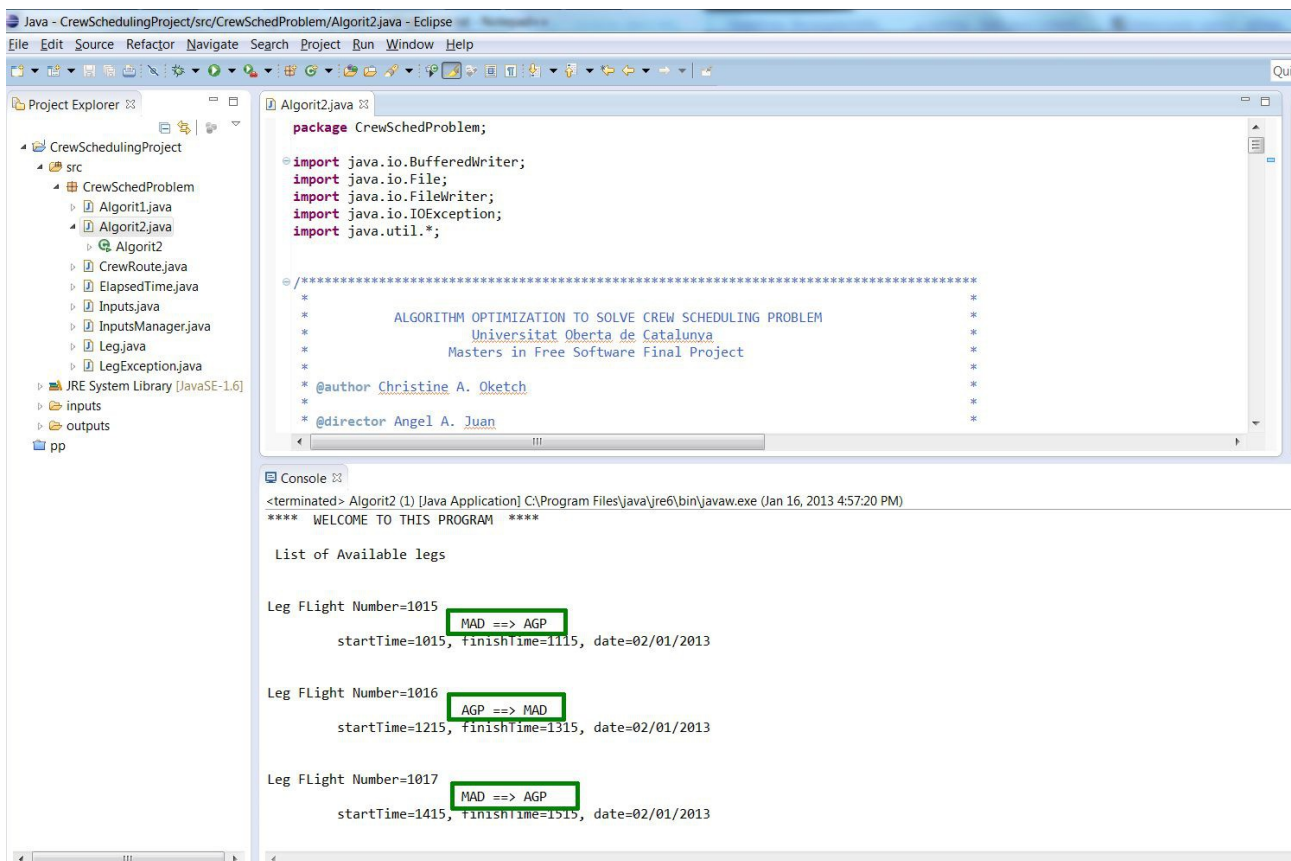 Java - CrewSchedulingProject/src/CrewSchedProblem/Algorit2.java - Eclipse
File Edit Source Refactor Navigate Search Project Run Window Help
Qui
Project Explorer
CrewSchedulingProject
src
CrewSchedProblem
Algorit1.java
Algorit2.java
Algorit2
CrewRoute.java
ElapsedTime.java
Inputs.java
InputsManager.java
Leg.java
LegException.java
JRE System Library [JavaSE-1.6]
inputs
outputs
pp
Algorit2.java
package CrewSchedProblem;
import java.io.BufferedWriter;
import java.io.File;
import java.io.FileWriter;
import java.io.IOException;
import java.util.*;
/***************************************************************************************
* *
* ALGORITHM OPTIMIZATION TO SOLVE CREW SCHEDULING PROBLEM *
* Universitat Oberta de Catalunya *
* Masters in Free Software Final Project *
* *
* @author Christine A. Oketch *
* *
* @director Angel A. Juan *
Console
<terminated> Algorit2 (1) [Java Application] C:\Program Files\java\jre6\bin\javaw.exe (Jan 16, 2013 4:57:20 PM)
**** WELCOME TO THIS PROGRAM ****
List of Available legs
Leg FLight Number=1015
MAD ==> AGP
startTime=1015, finishTime=1115, date=02/01/2013
Leg FLight Number=1016
AGP ==> MAD
startTime=1215, finishTime=1315, date=02/01/2013
Leg FLight Number=1017
MAD ==> AGP
startTime=1415, finishTime=1515, date=02/01/2013